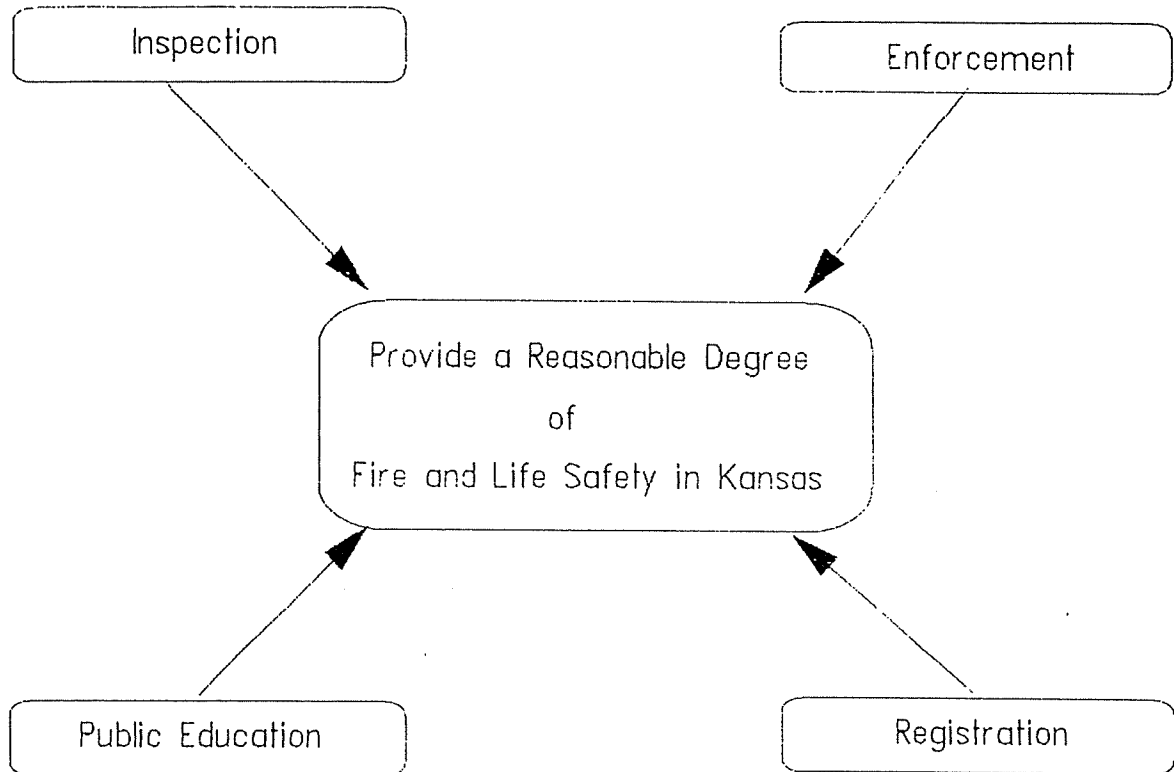 Inspection
Enforcement
Provide a Reasonable Degree
of
Fire and Life Safety in Kansas
Public Education
Registration